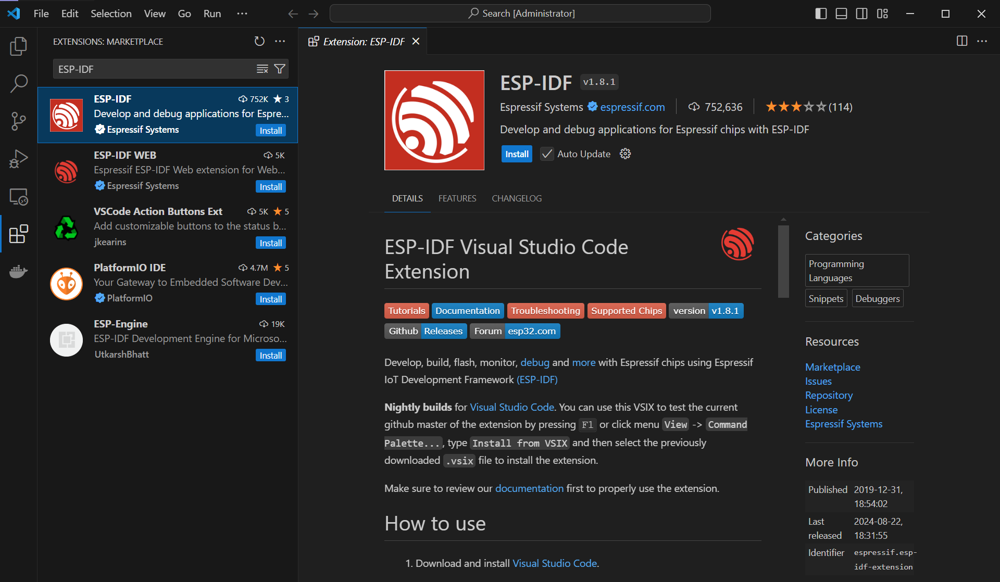 File Edit Selection View Go Run ··· Search [Administrator]
EXTENSIONS: MARKETPLACE
ESP-IDF
ESP-IDF 752K 3
Develop and debug applications for Espre...
Espressif Systems Install
ESP-IDF WEB 5K
Espressif ESP-IDF Web extension for Web...
Espressif Systems Install
VSCode Action Buttons Ext 5K 5
Add customizable buttons to the status b...
jkearins Install
PlatformIO IDE 4.7M 5
Your Gateway to Embedded Software Dev...
PlatformIO Install
ESP-Engine 19K
ESP-IDF Development Engine for Microso...
UtkarshBhatt Install
Extension: ESP-IDF
ESP-IDF v1.8.1
Espressif Systems espressif.com 752,636 (114)
Develop and debug applications for Espressif chips with ESP-IDF
Install Auto Update
DETAILS FEATURES CHANGELOG
ESP-IDF Visual Studio Code
Extension
Tutorials Documentation Troubleshooting Supported Chips version v1.8.1
Github Releases Forum esp32.com
Develop, build, flash, monitor, debug and more with Espressif chips using Espressif
IoT Development Framework (ESP-IDF)
Nightly builds for Visual Studio Code. You can use this VSIX to test the current
github master of the extension by pressing F1 or click menu View -> Command
Palette..., type Install from VSIX and then select the previously
downloaded .vsix file to install the extension.
Make sure to review our documentation first to properly use the extension.
How to use
1. Download and install Visual Studio Code.
Categories
Programming
Languages
Snippets Debuggers
Resources
Marketplace
Issues
Repository
License
Espressif Systems
More Info
Published 2019-12-31,
18:54:02
Last 2024-08-22,
released 18:31:55
Identifier espressif.esp-
idf-extension